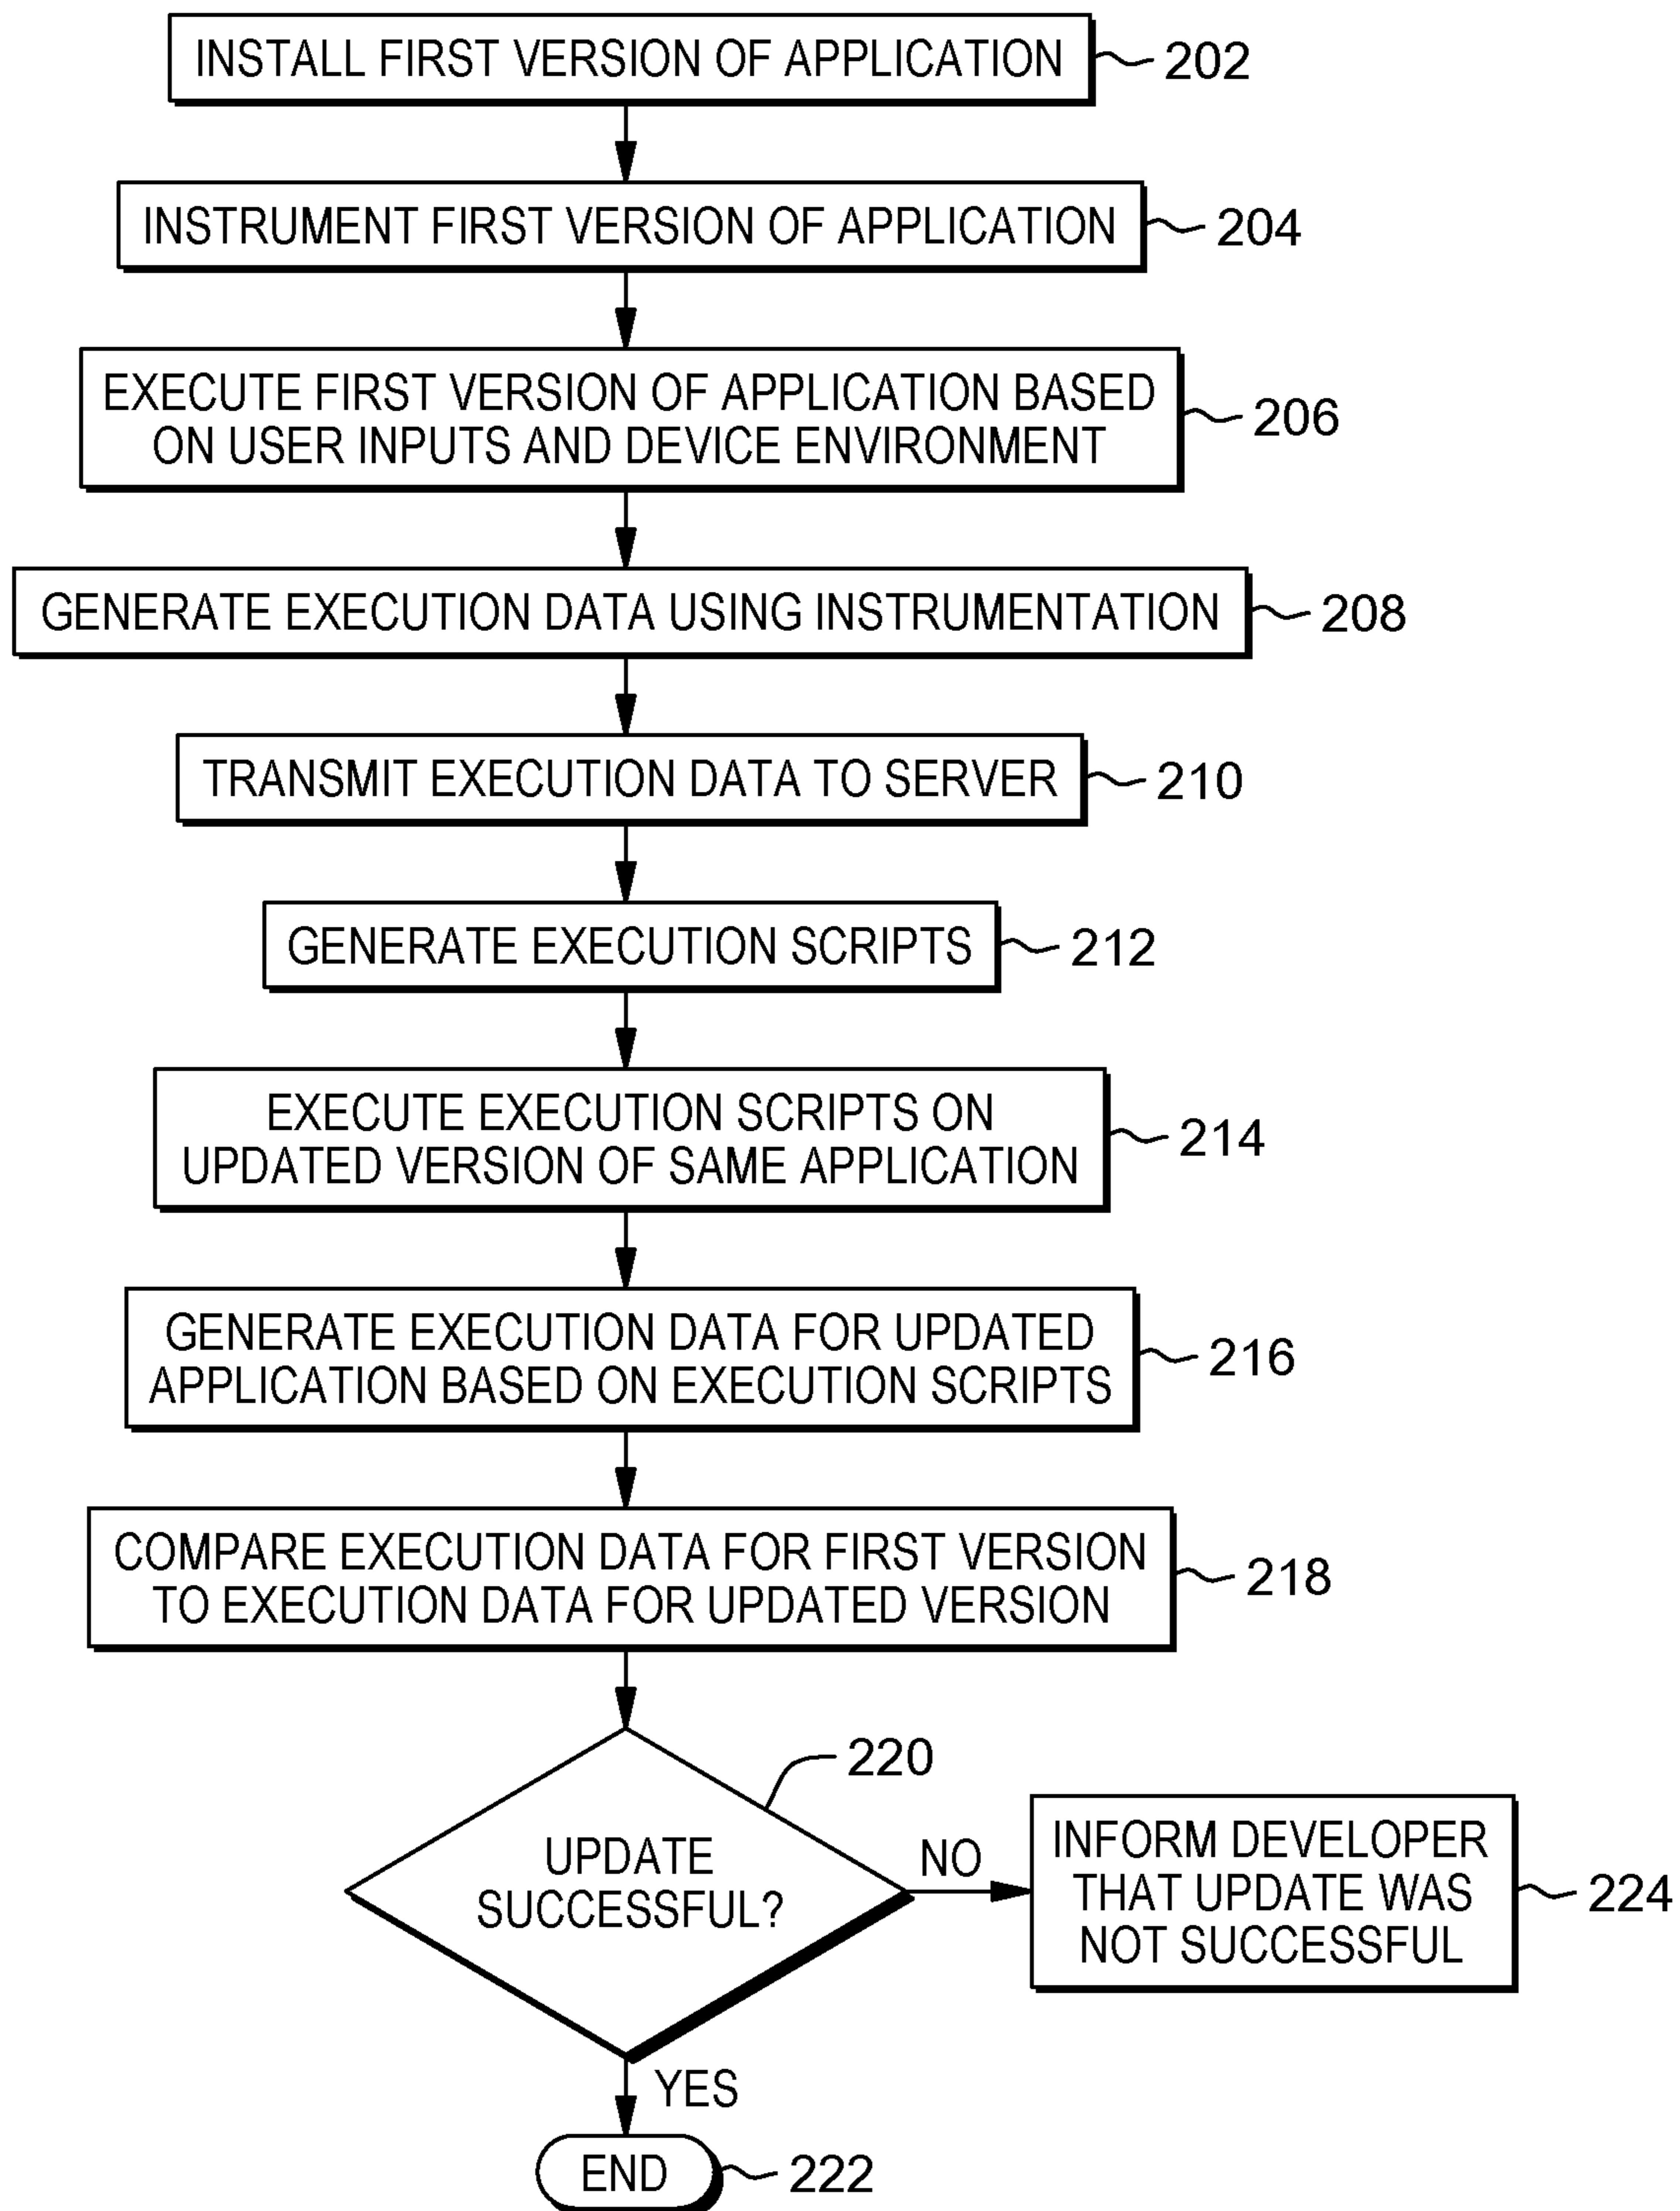 INSTALL FIRST VERSION OF APPLICATION
202
INSTRUMENT FIRST VERSION OF APPLICATION
204
EXECUTE FIRST VERSION OF APPLICATION BASED
ON USER INPUTS AND DEVICE ENVIRONMENT
206
GENERATE EXECUTION DATA USING INSTRUMENTATION
208
TRANSMIT EXECUTION DATA TO SERVER
210
GENERATE EXECUTION SCRIPTS
212
EXECUTE EXECUTION SCRIPTS ON
UPDATED VERSION OF SAME APPLICATION
214
GENERATE EXECUTION DATA FOR UPDATED
APPLICATION BASED ON EXECUTION SCRIPTS
216
COMPARE EXECUTION DATA FOR FIRST VERSION
TO EXECUTION DATA FOR UPDATED VERSION
218
220
UPDATE
SUCCESSFUL?
NO
INFORM DEVELOPER
THAT UPDATE WAS
NOT SUCCESSFUL
224
YES
END
222